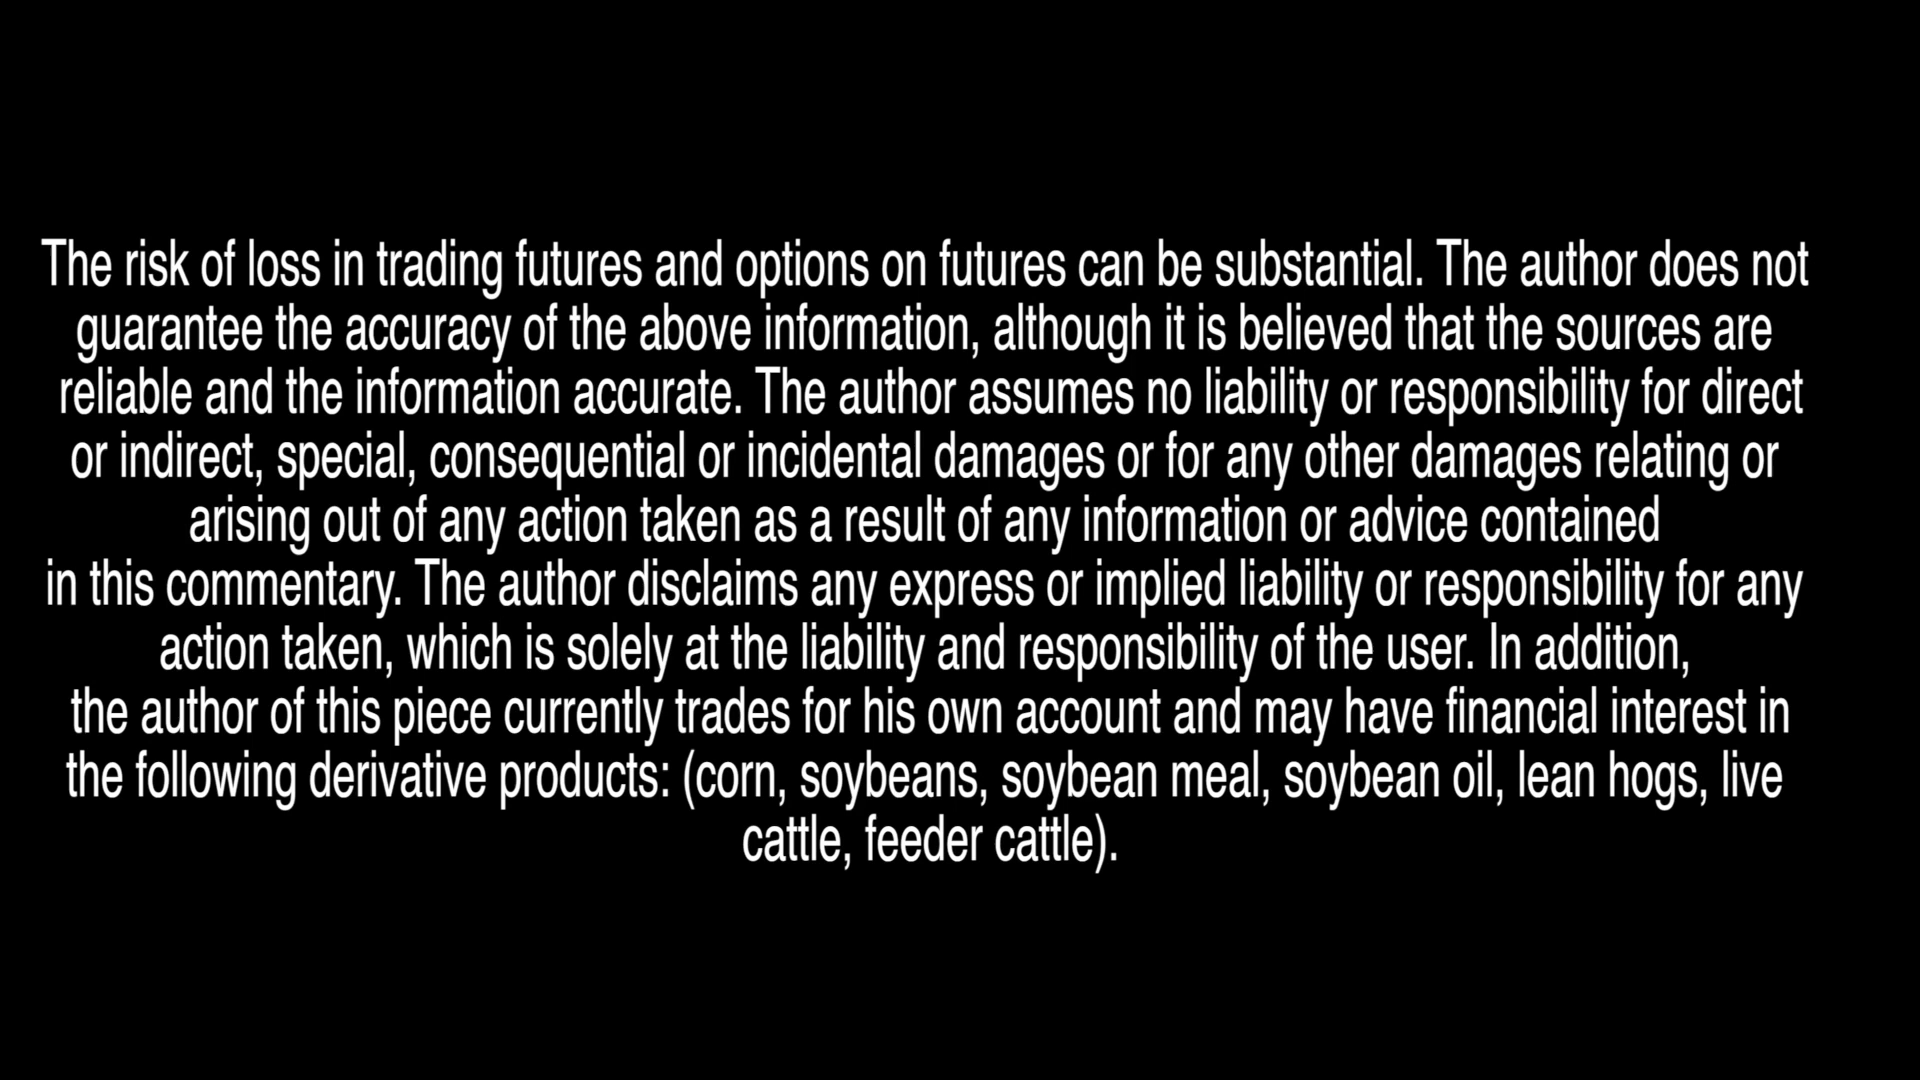 The risk of loss in trading futures and options on futures can be substantial. The author does not
guarantee the accuracy of the above information, although it is believed that the sources are
reliable and the information accurate. The author assumes no liability or responsibility for direct
or indirect, special, consequential or incidental damages or for any other damages relating or
arising out of any action taken as a result of any information or advice contained
in this commentary. The author disclaims any express or implied liability or responsibility for any
action taken, which is solely at the liability and responsibility of the user. In addition,
the author of this piece currently trades for his own account and may have financial interest in
the following derivative products: (corn, soybeans, soybean meal, soybean oil, lean hogs, live
cattle, feeder cattle).